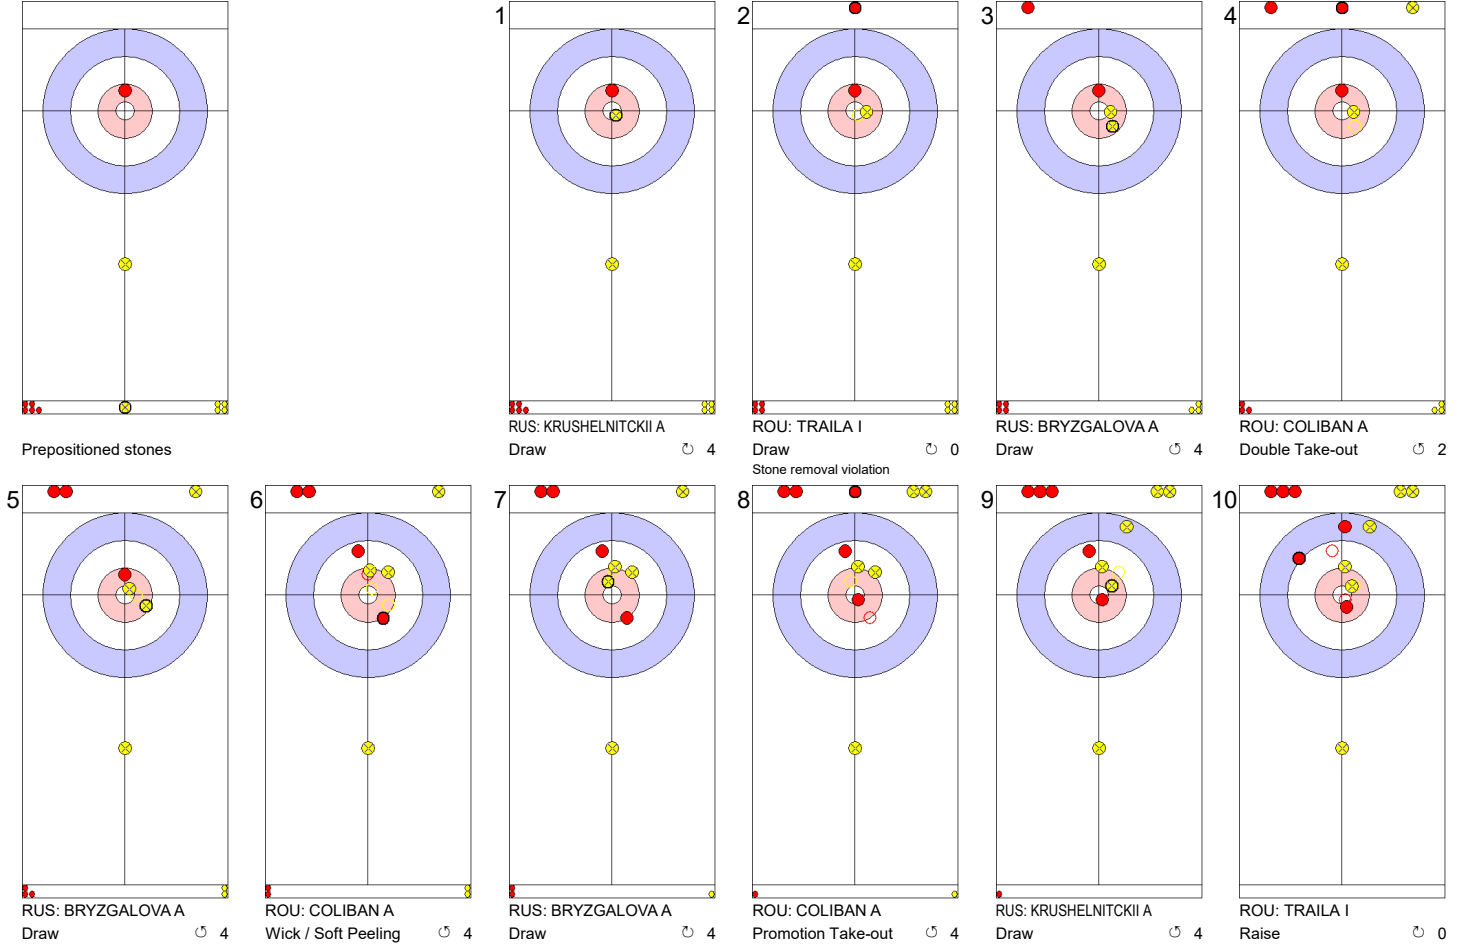 1
2
3
4
Prepositioned stones
RUS: KRUSHELNITCKII A
Draw ↻ 4
ROU: TRAILA I
Draw ↻ 0
Stone removal violation
RUS: BRYZGALOVA A
Draw ↺ 4
ROU: COLIBAN A
Double Take-out ↺ 2
5
6
7
8
9
10
RUS: BRYZGALOVA A
Draw ↺ 4
ROU: COLIBAN A
Wick / Soft Peeling ↺ 4
RUS: BRYZGALOVA A
Draw ↺ 4
ROU: COLIBAN A
Promotion Take-out ↺ 4
RUS: KRUSHELNITCKII A
Draw ↺ 4
ROU: TRAILA I
Raise ↻ 0